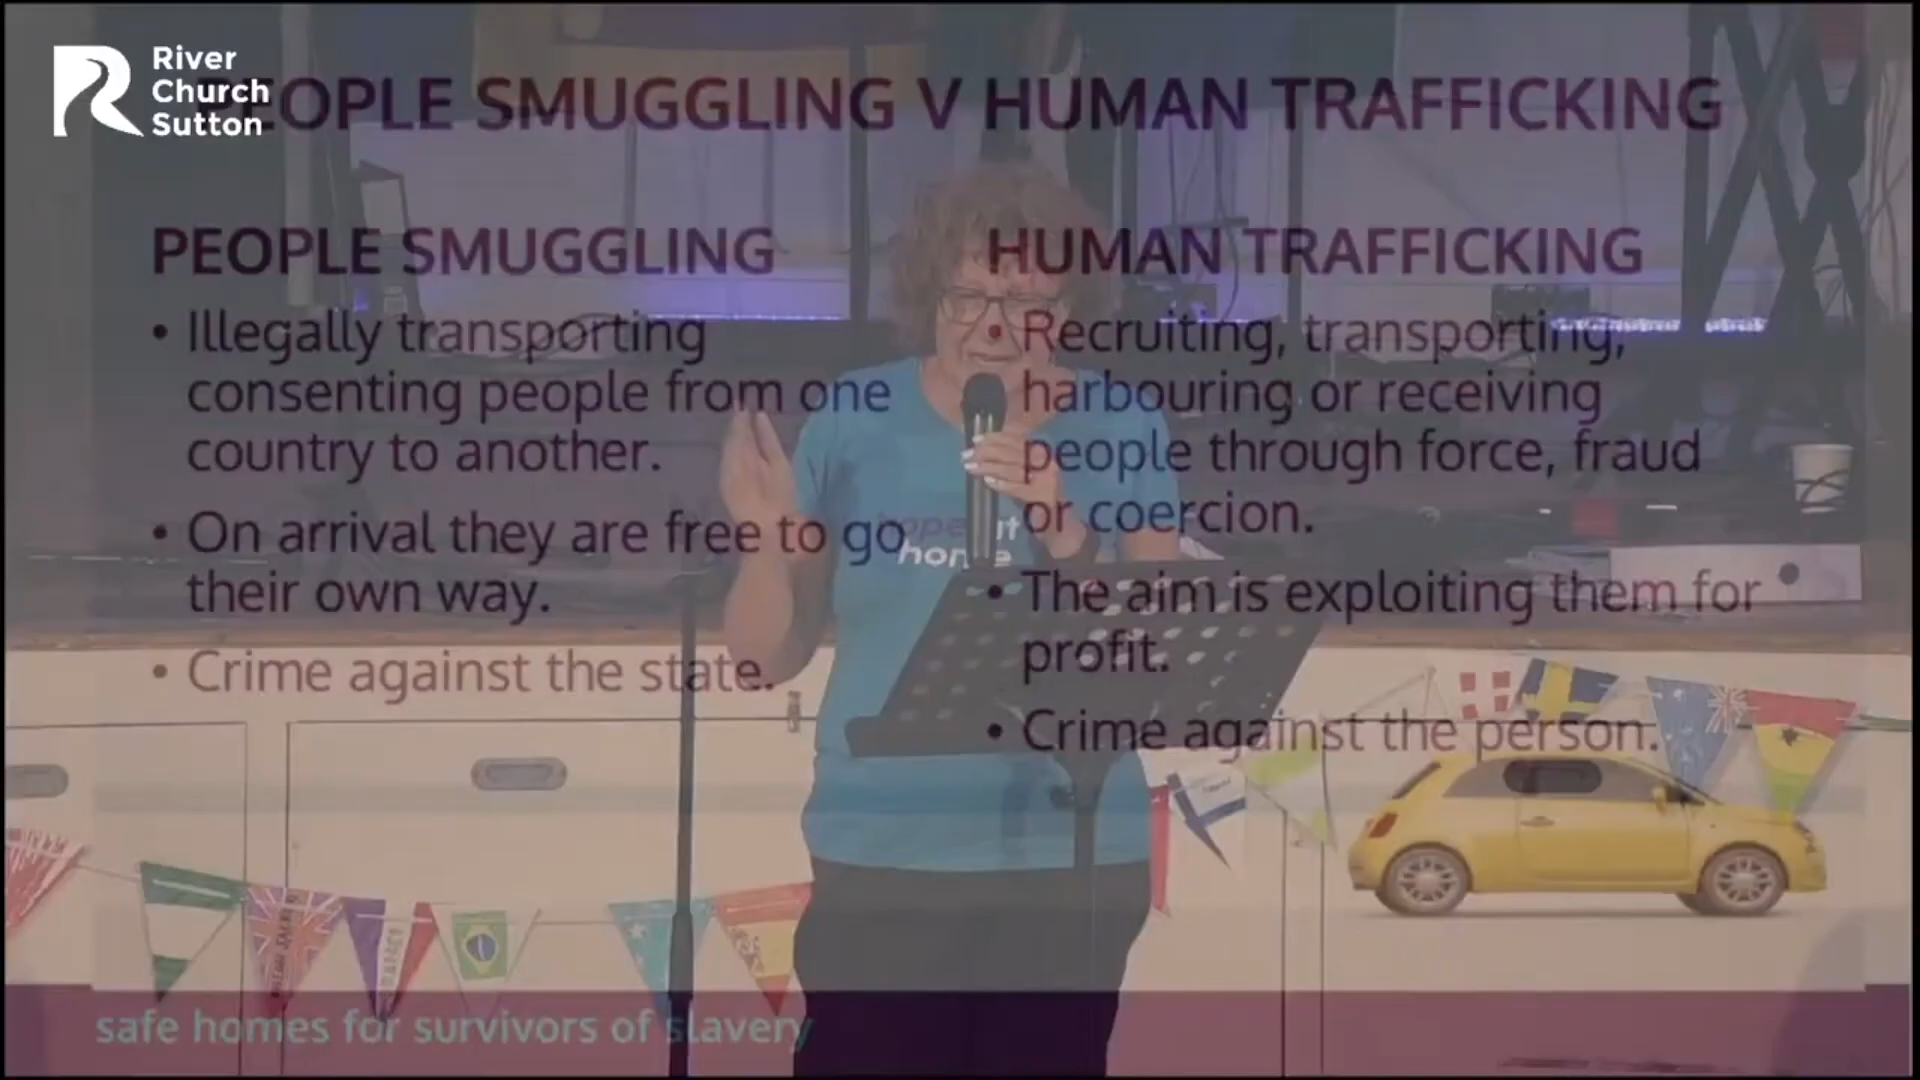 River
Church
Sutton
PEOPLE SMUGGLING V HUMAN TRAFFICKING
PEOPLE SMUGGLING
• Illegally transporting
consenting people from one
country to another.
• On arrival they are free to go
their own way.
• Crime against the state.
HUMAN TRAFFICKING
• Recruiting, transporting,
harbouring or receiving
people through force, fraud
or coercion.
• The aim is exploiting them for
profit.
• Crime against the person.
hope at
home
safe homes for survivors of slavery